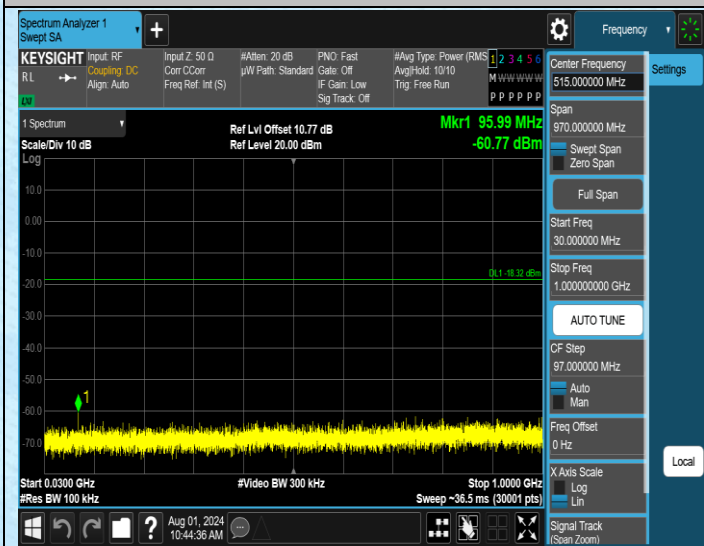 Spectrum Analyzer 1
Swept SA
+
Frequency
KEYSIGHT
RL
LNI
Input: RF
Coupling: DC
Align: Auto
Input Z: 50 Ω
Corr CCorr
Freq Ref: Int (S)
#Atten: 20 dB
µW Path: Standard
PNO: Fast
Gate: Off
IF Gain: Low
Sig Track: Off
#Avg Type: Power (RMS
Avg|Hold: 10/10
Trig: Free Run
1 2 3 4 5 6
M W W W W W
P P P P P P
1 Spectrum
Scale/Div 10 dB
Ref Lvl Offset 10.77 dB
Ref Level 20.00 dBm
Mkr1 95.99 MHz
-60.77 dBm
Log
10.0
0.00
-10.0
-20.0
-30.0
-40.0
-50.0
-60.0
-70.0
DL1 -18.32 dBm
1
Start 0.0300 GHz
#Res BW 100 kHz
#Video BW 300 kHz
Stop 1.0000 GHz
Sweep ~36.5 ms (30001 pts)
Center Frequency
515.000000 MHz
Span
970.000000 MHz
Swept Span
Zero Span
Full Span
Start Freq
30.000000 MHz
Stop Freq
1.000000000 GHz
AUTO TUNE
CF Step
97.000000 MHz
Auto
Man
Freq Offset
0 Hz
X Axis Scale
Log
Lin
Signal Track
(Span Zoom)
Settings
Local
?
Aug 01, 2024
10:44:36 AM